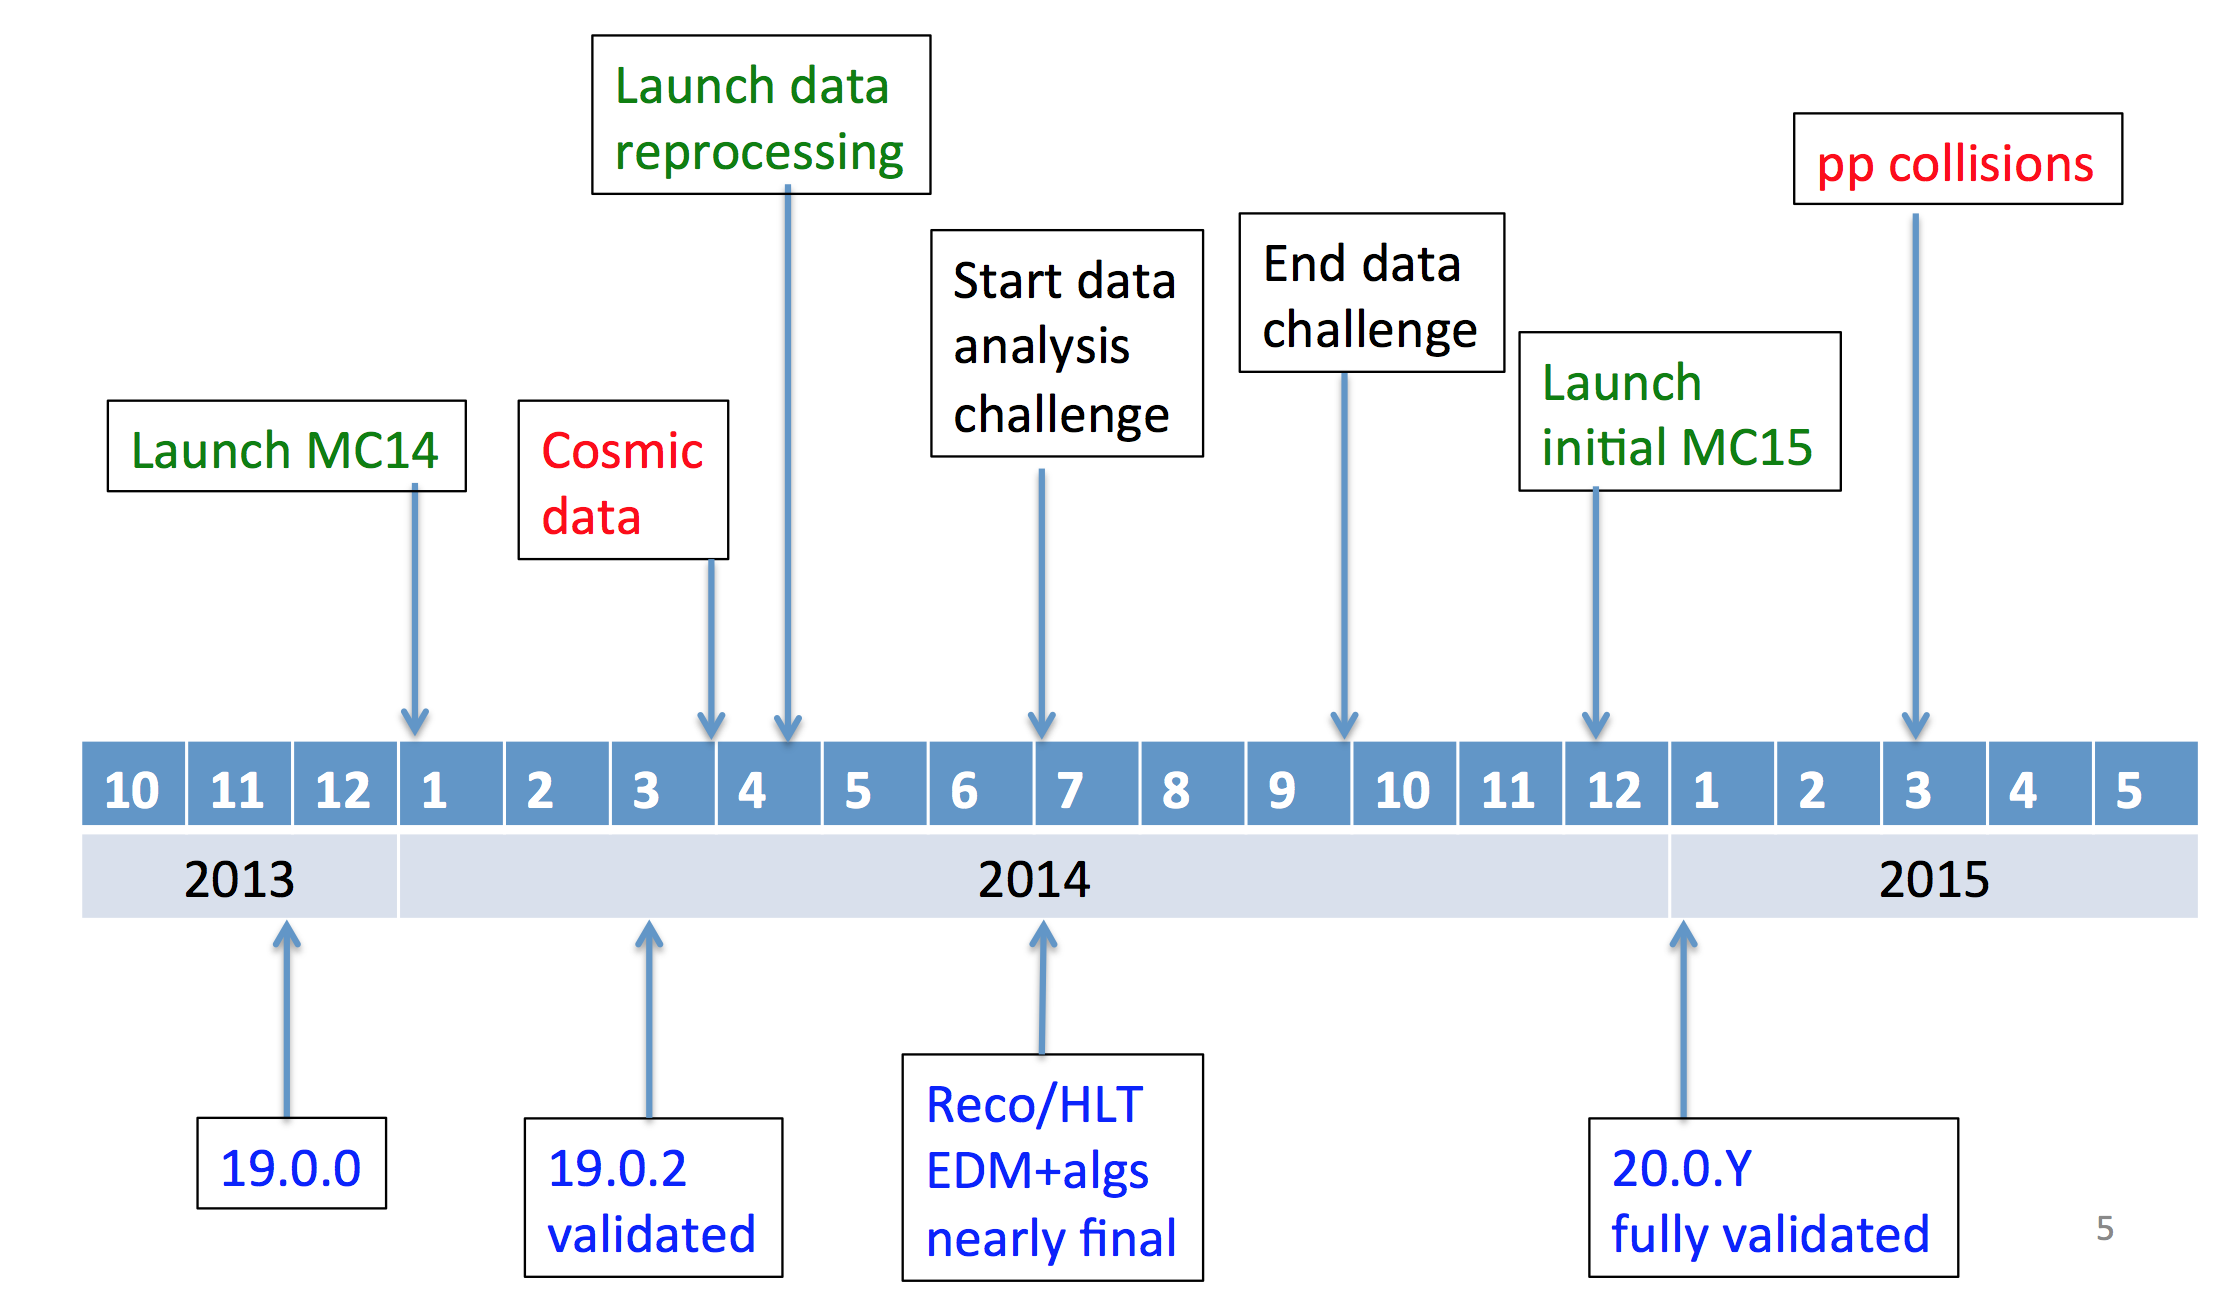 Launch data
reprocessing
pp collisions
Start data
analysis
challenge
End data
challenge
Launch
initial MC15
Launch MC14
Cosmic
data
10 11 12 1 2 3 4 5 6 7 8 9 10 11 12 1 2 3 4 5
2013 2014 2015
19.0.0
19.0.2
validated
Reco/HLT
EDM+algs
nearly final
20.0.Y
fully validated
5